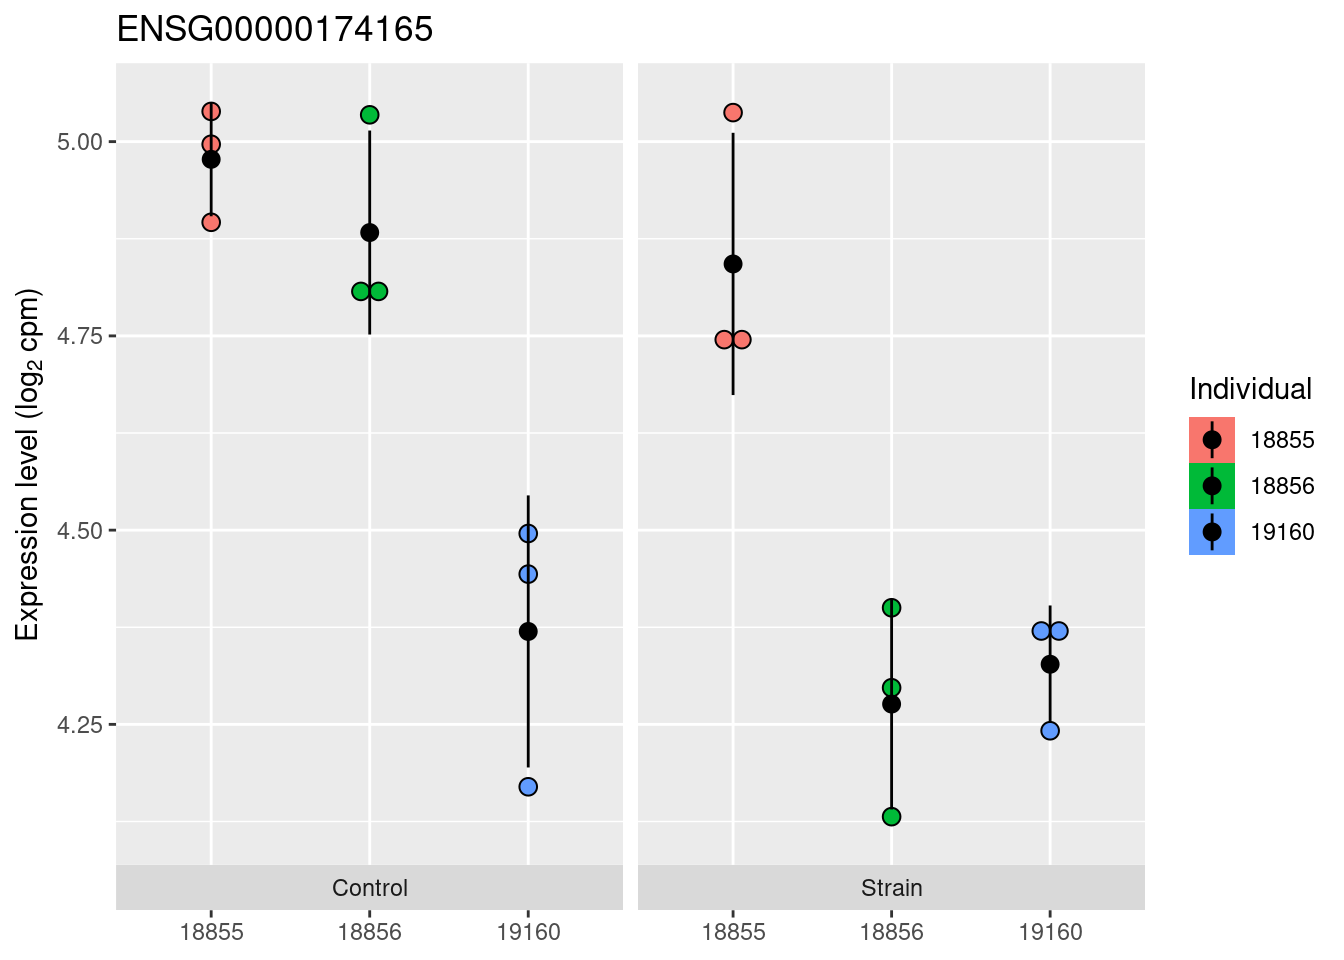 ENSG00000174165
Expression level (log₂ cpm)
5.00
4.75
4.50
4.25
Control
Strain
18855
18856
19160
18855
18856
19160
Individual
18855
18856
19160